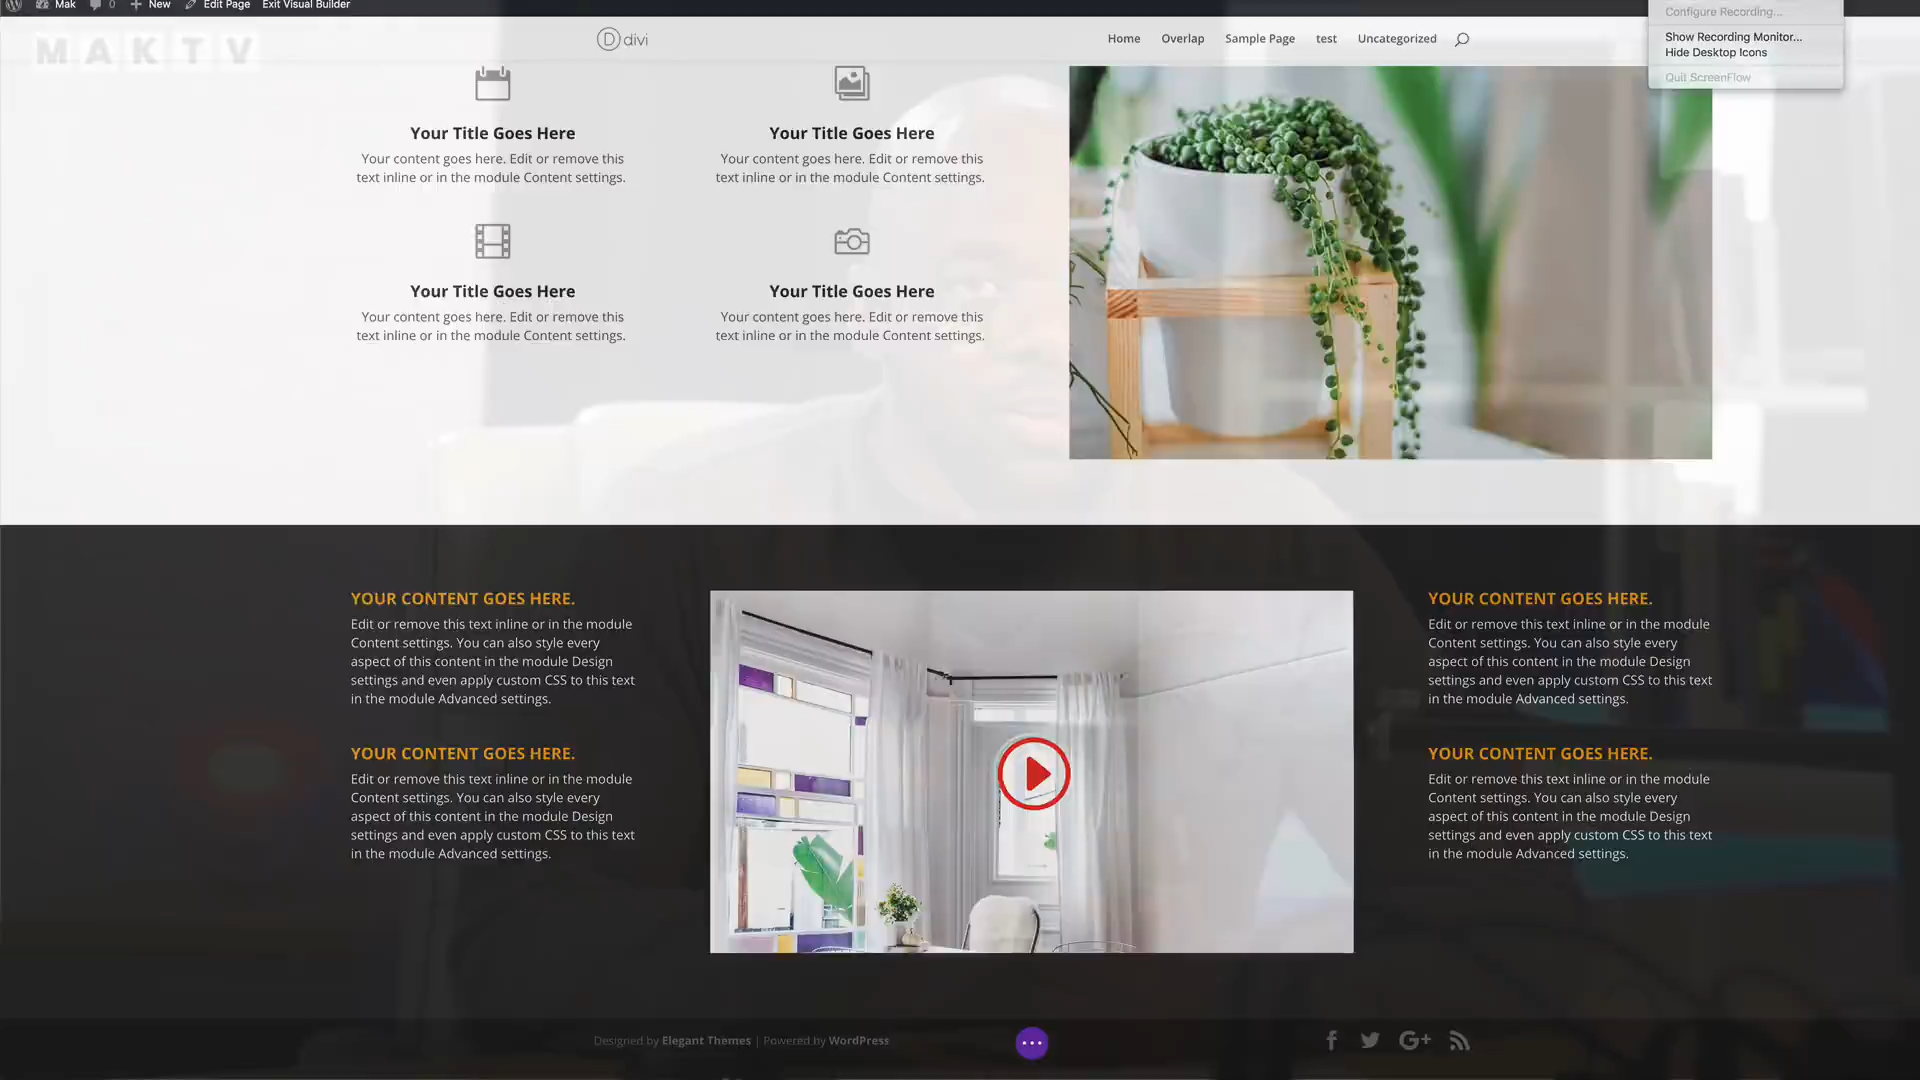 Mak 0 New Edit Page Exit Visual Builder
Configure Recording...
Show Recording Monitor...
Hide Desktop Icons
Quit ScreenFlow
MAKTV
D divi
Home Overlap Sample Page test Uncategorized
Your Title Goes Here
Your content goes here. Edit or remove this
text inline or in the module Content settings.
Your Title Goes Here
Your content goes here. Edit or remove this
text inline or in the module Content settings.
Your Title Goes Here
Your content goes here. Edit or remove this
text inline or in the module Content settings.
Your Title Goes Here
Your content goes here. Edit or remove this
text inline or in the module Content settings.
YOUR CONTENT GOES HERE.
Edit or remove this text inline or in the module
Content settings. You can also style every
aspect of this content in the module Design
settings and even apply custom CSS to this text
in the module Advanced settings.
YOUR CONTENT GOES HERE.
Edit or remove this text inline or in the module
Content settings. You can also style every
aspect of this content in the module Design
settings and even apply custom CSS to this text
in the module Advanced settings.
YOUR CONTENT GOES HERE.
Edit or remove this text inline or in the module
Content settings. You can also style every
aspect of this content in the module Design
settings and even apply custom CSS to this text
in the module Advanced settings.
YOUR CONTENT GOES HERE.
Edit or remove this text inline or in the module
Content settings. You can also style every
aspect of this content in the module Design
settings and even apply custom CSS to this text
in the module Advanced settings.
Designed by Elegant Themes | Powered by WordPress